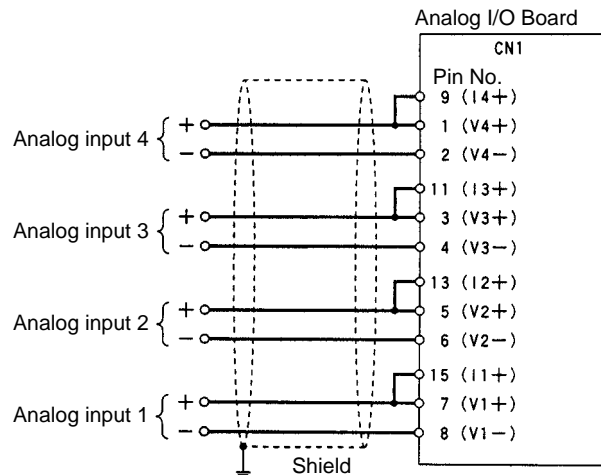 Analog I/O Board
CN1
Pin No.
9 (I4+)
Analog input 4 + 1 (V4+)
− 2 (V4−)
11 (I3+)
Analog input 3 + 3 (V3+)
− 4 (V3−)
13 (I2+)
Analog input 2 + 5 (V2+)
− 6 (V2−)
15 (I1+)
Analog input 1 + 7 (V1+)
− 8 (V1−)
Shield